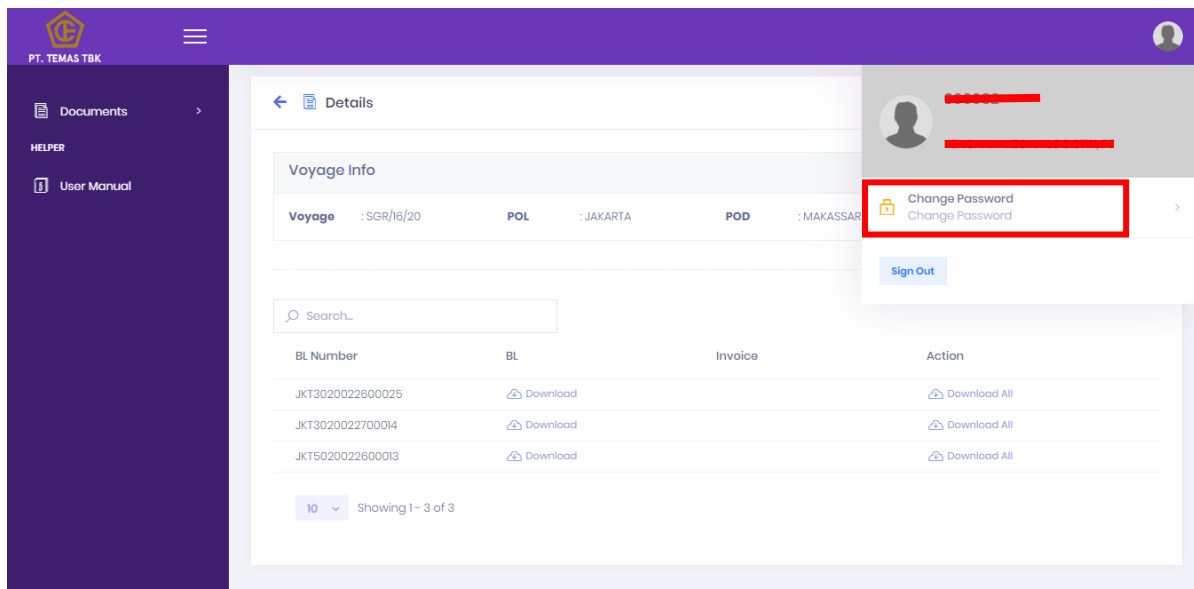 PT. TEMAS TBK
Documents
HELPER
User Manual
Details
Voyage Info
Voyage : SGR/16/20 POL : JAKARTA POD : MAKASSAR
Change Password
Change Password
Sign Out
Search...
BL Number BL Invoice Action
JKT3020022600025 Download Download All
JKT3020022700014 Download Download All
JKT5020022600013 Download Download All
10 Showing 1 - 3 of 3